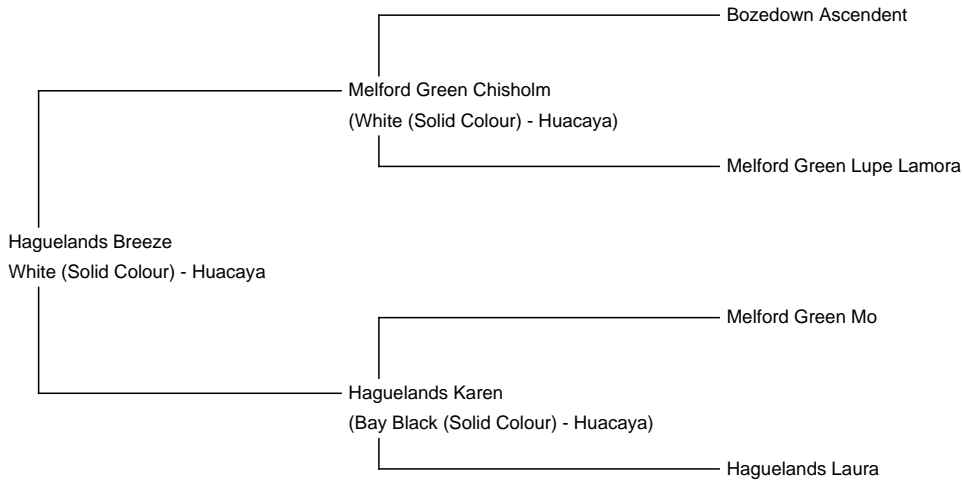 Bozedown Ascendent
Melford Green Chisholm
(White (Solid Colour) - Huacaya)
Melford Green Lupe Lamora
Haguelands Breeze
White (Solid Colour) - Huacaya
Melford Green Mo
Haguelands Karen
(Bay Black (Solid Colour) - Huacaya)
Haguelands Laura